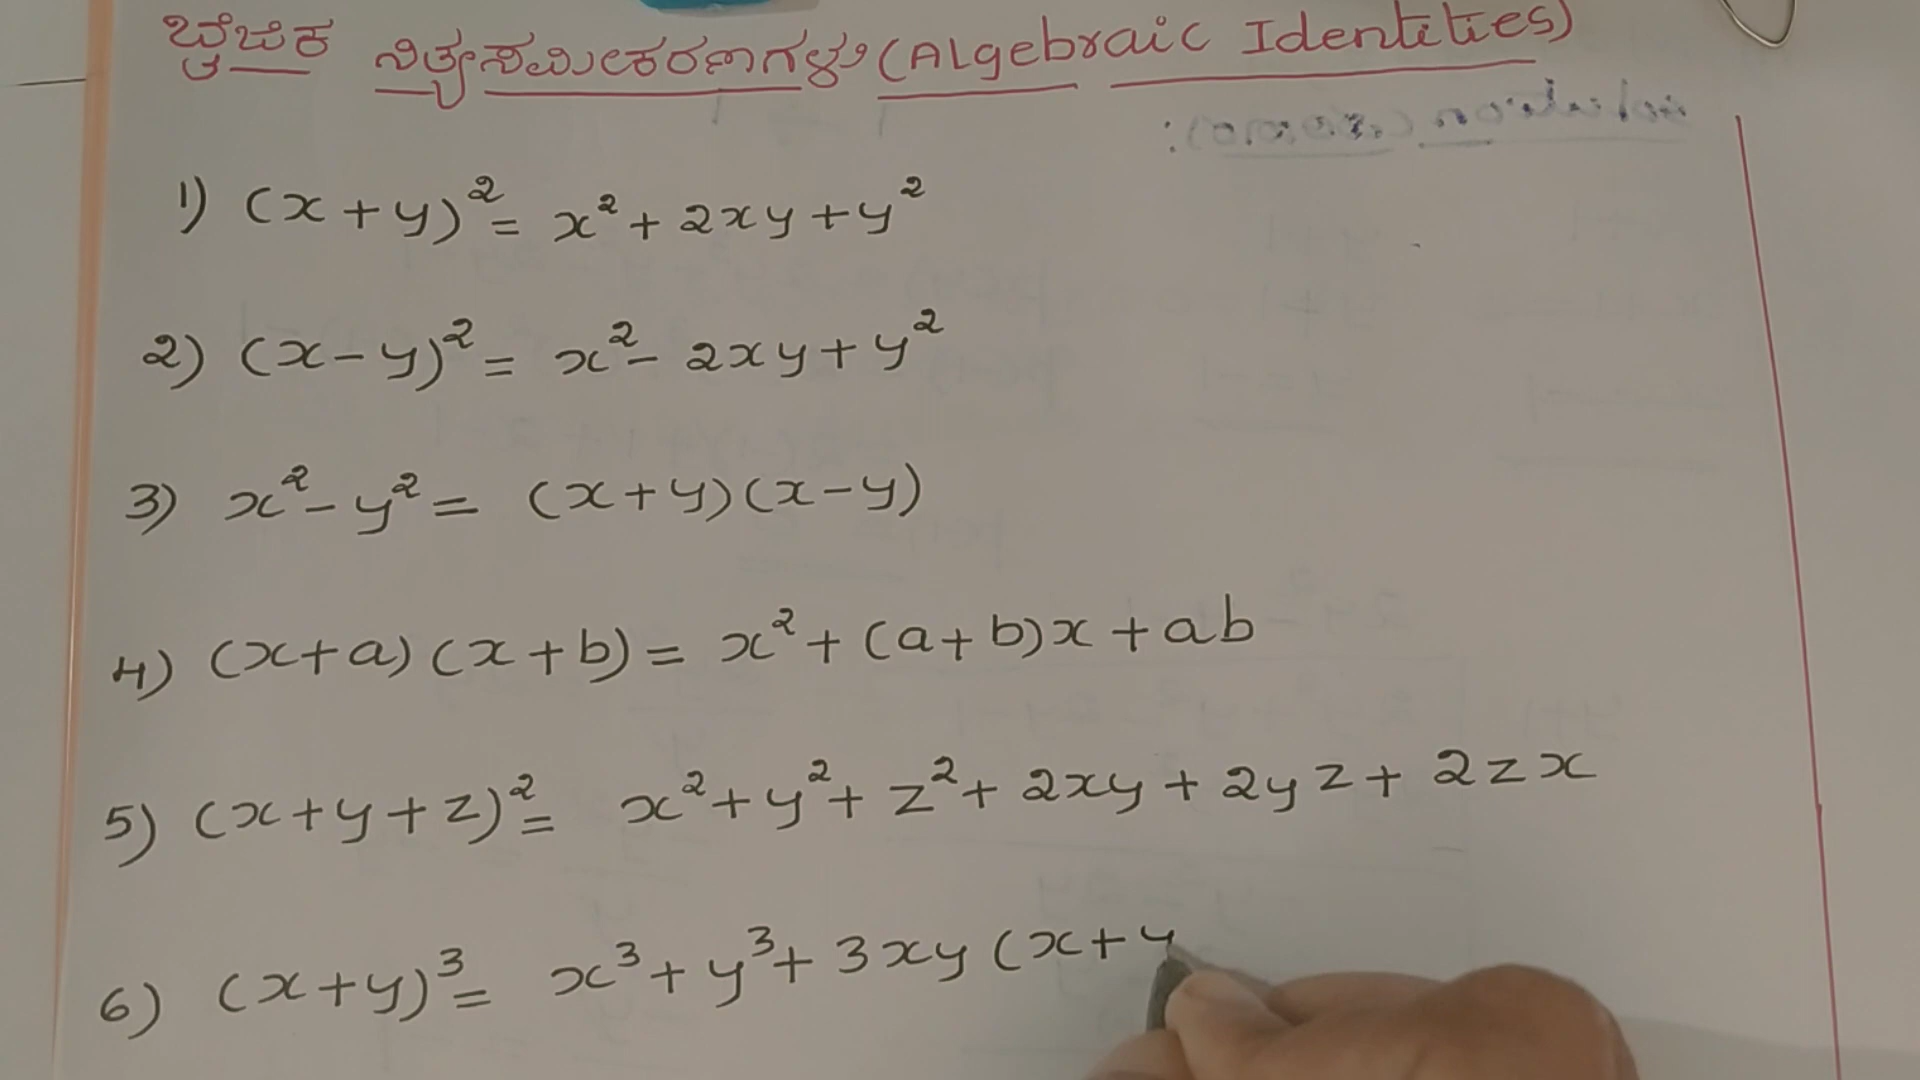 ಬೈಜಿಕ ನಿತ್ಯಸಮೀಕರಣಗಳು (Algebraic Identities)
1) (x+y)² = x² + 2xy + y²
2) (x-y)² = x² - 2xy + y²
3) x² - y² = (x+y)(x-y)
4) (x+a)(x+b) = x² + (a+b)x + ab
5) (x+y+z)² = x² + y² + z² + 2xy + 2yz + 2zx
6) (x+y)³ = x³ + y³ + 3xy (x+y